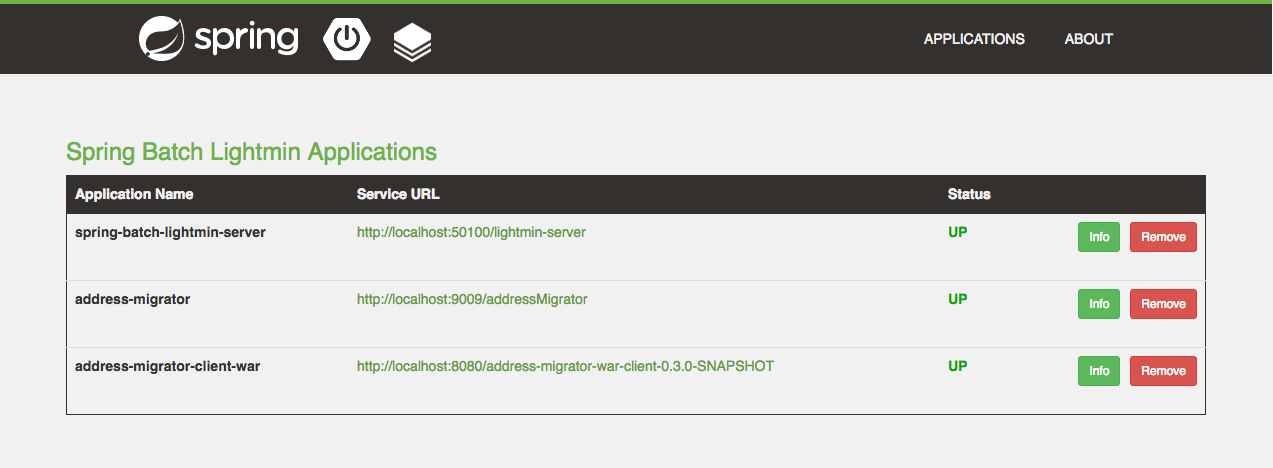 spring APPLICATIONS ABOUT
Spring Batch Lightmin Applications
Application Name Service URL Status
spring-batch-lightmin-server http://localhost:50100/lightmin-server UP Info Remove
address-migrator http://localhost:9009/addressMigrator UP Info Remove
address-migrator-client-war http://localhost:8080/address-migrator-war-client-0.3.0-SNAPSHOT UP Info Remove